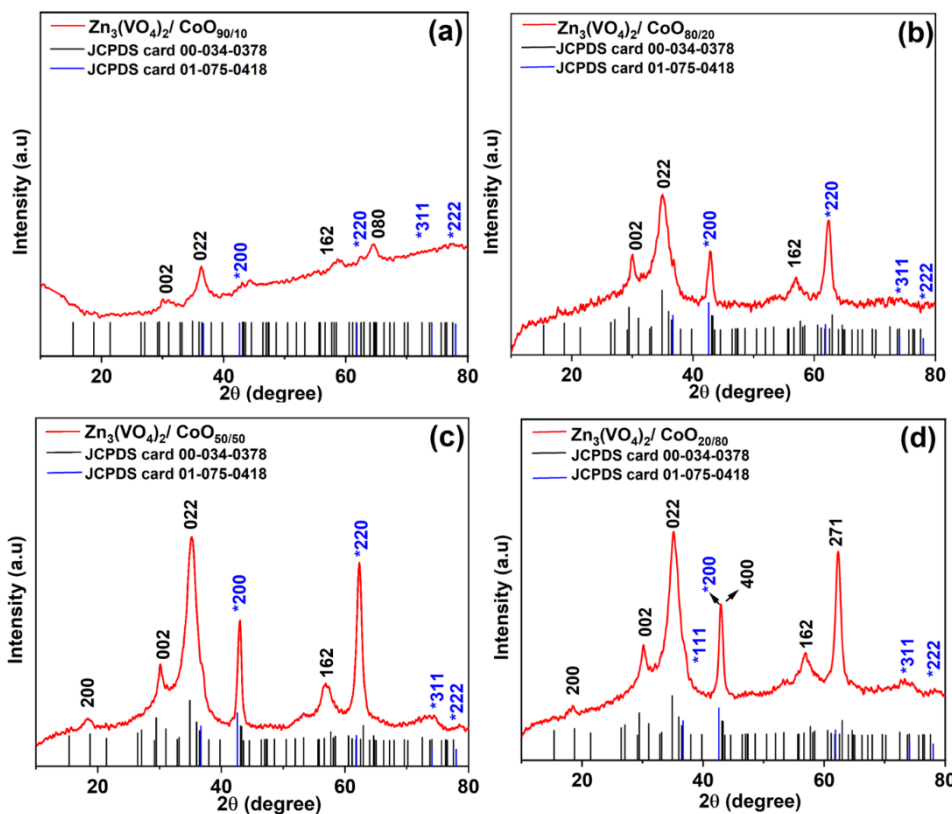 (a)
Zn₃(VO₄)₂/ CoO₉₀/₁₀
JCPDS card 00-034-0378
JCPDS card 01-075-0418
Intensity (a.u)
002
022
*200
162
*220
080
*311
*222
20
40
60
80
2θ (degree)
(b)
Zn₃(VO₄)₂/ CoO₈₀/₂₀
JCPDS card 00-034-0378
JCPDS card 01-075-0418
Intensity (a.u)
002
022
*200
162
*220
*311
*222
20
40
60
80
2θ (degree)
(c)
Zn₃(VO₄)₂/ CoO₅₀/₅₀
JCPDS card 00-034-0378
JCPDS card 01-075-0418
Intensity (a.u)
200
002
022
*200
162
*220
*311
*222
20
40
60
80
2θ (degree)
(d)
Zn₃(VO₄)₂/ CoO₂₀/₈₀
JCPDS card 00-034-0378
JCPDS card 01-075-0418
Intensity (a.u)
200
002
022
*111
*200
400
162
271
*311
*222
20
40
60
80
2θ (degree)